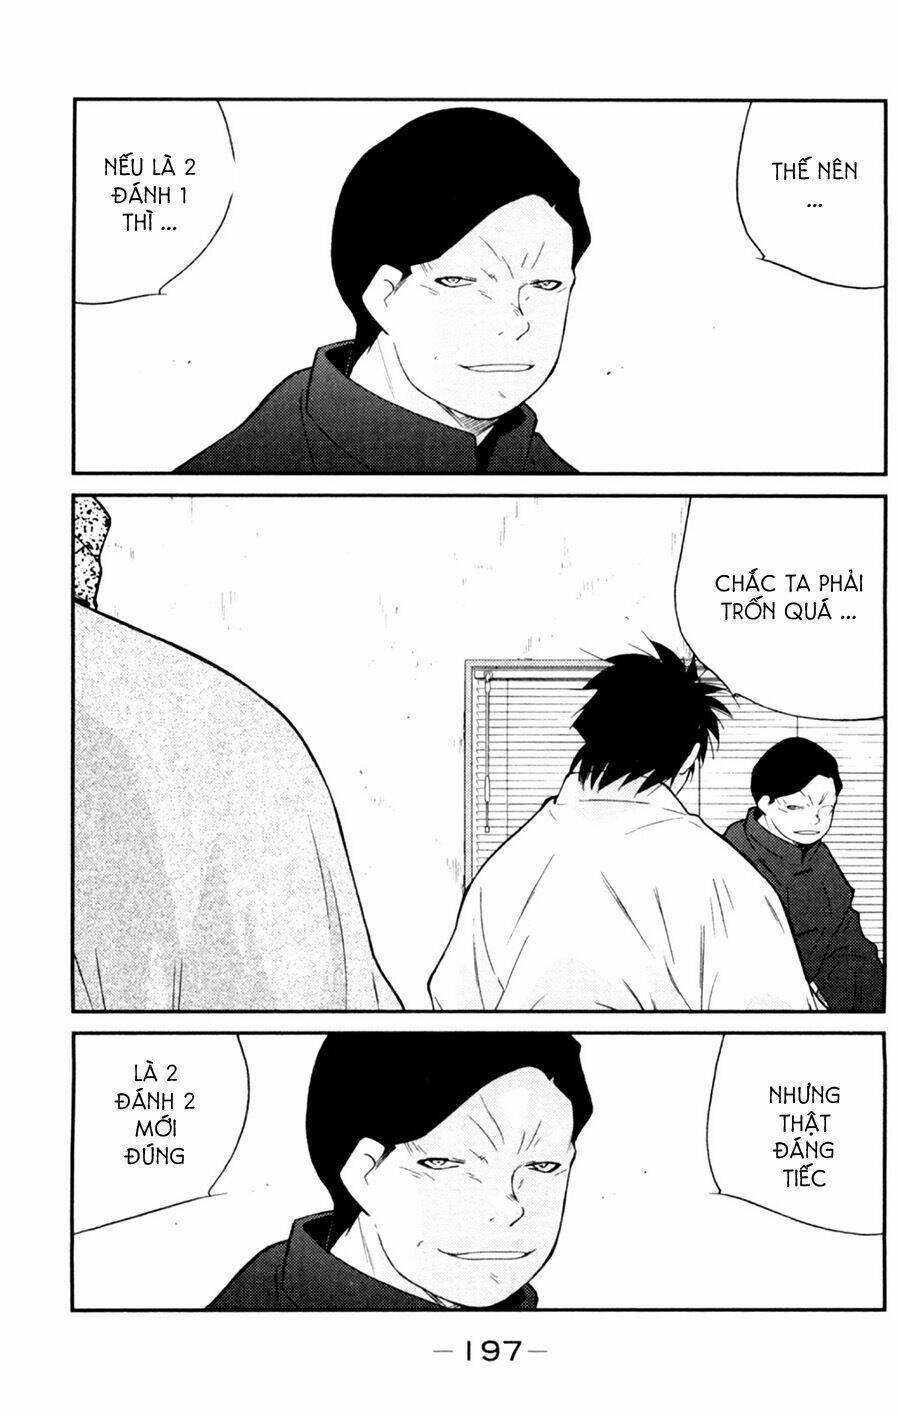 THẾ NÊN
...
NẾU LÀ 2
ĐÁNH 1
THÌ ...
CHẮC TA PHẢI
TRỐN QUÁ ...
NHƯNG
THẬT
ĐÁNG
TIẾC
LÀ 2
ĐÁNH 2
MỚI
ĐÚNG
— 197 —